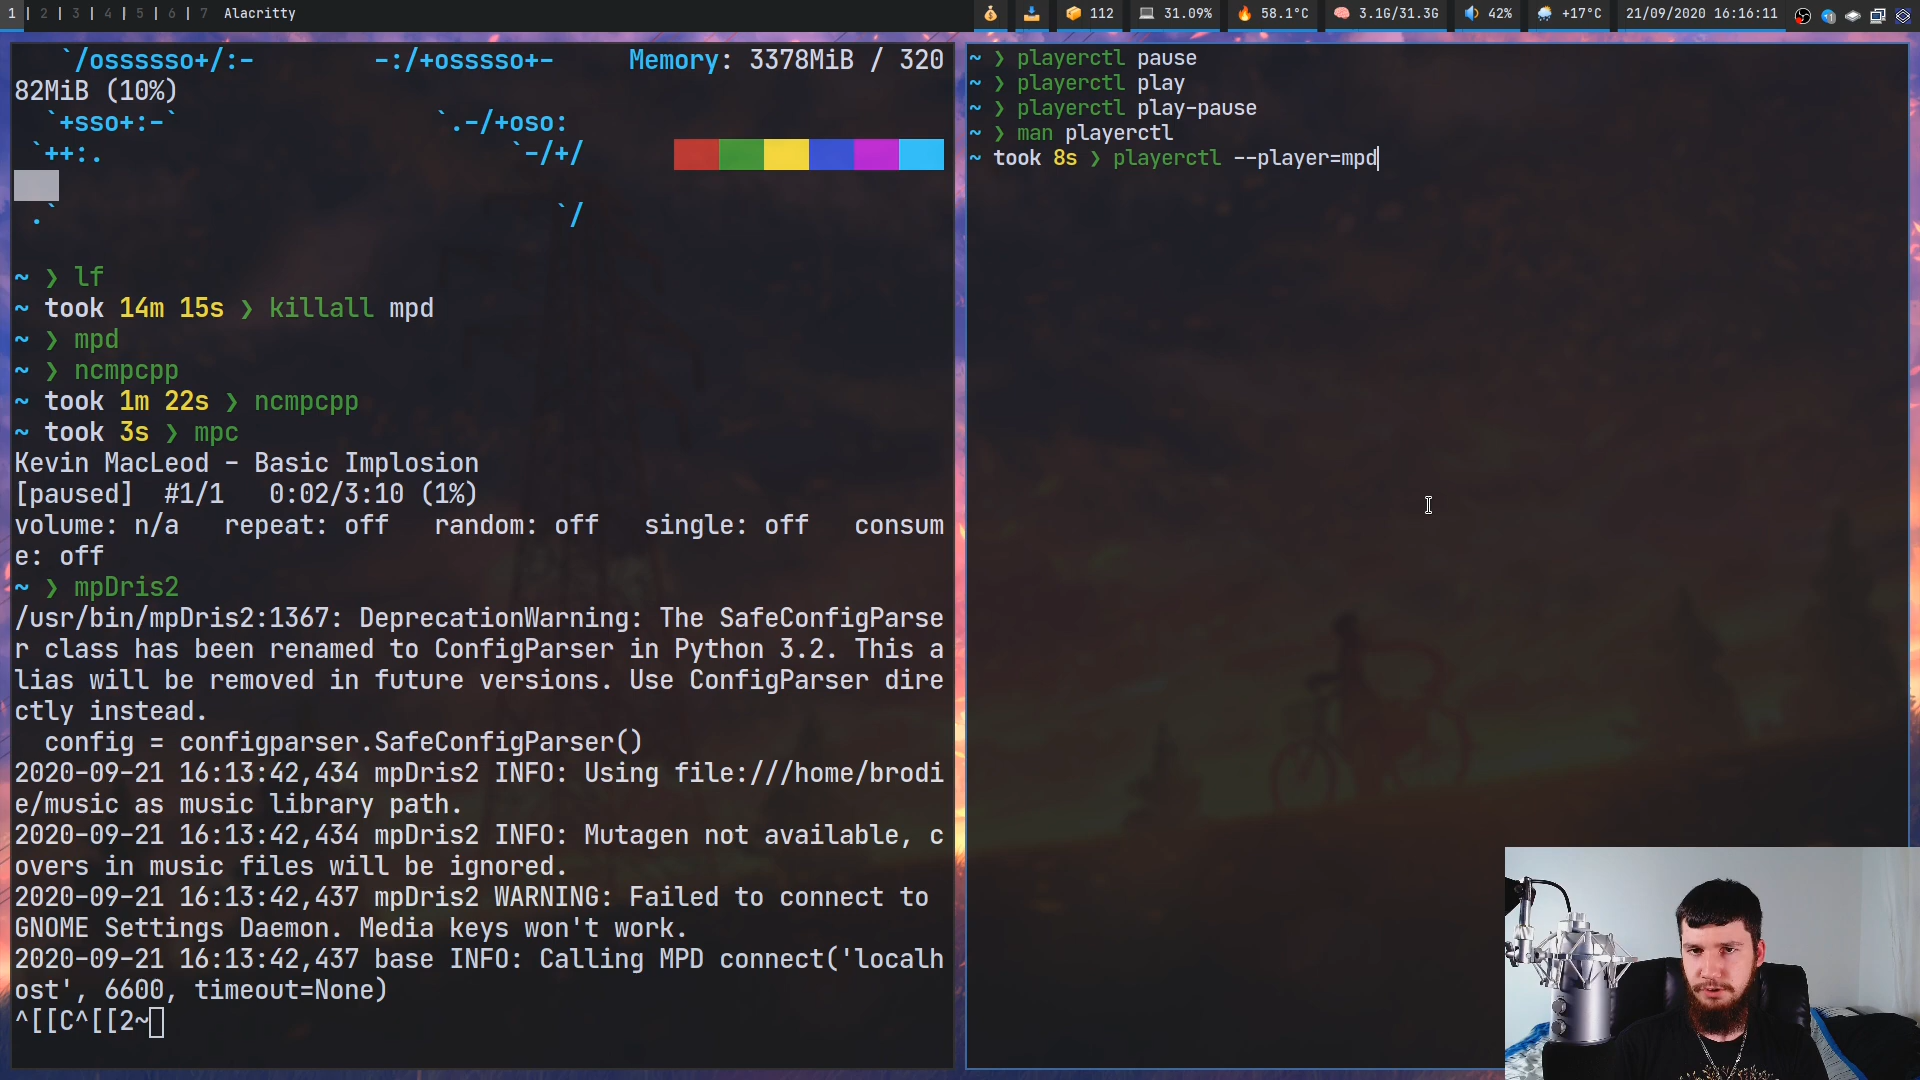 1 | 2 | 3 | 4 | 5 | 6 | 7 Alacritty
112 31.09% 58.1°C 3.1G/31.3G 42% +17°C 21/09/2020 16:16:11
`/ossssso+/:- -:/+osssso+- Memory: 3378MiB / 320
82MiB (10%)
`+sso+:-` `.-/+oso:
`++:. `-/+/
.` `/
~ ❯ lf
~ took 14m 15s ❯ killall mpd
~ ❯ mpd
~ ❯ ncmpcpp
~ took 1m 22s ❯ ncmpcpp
~ took 3s ❯ mpc
Kevin MacLeod - Basic Implosion
[paused] #1/1 0:02/3:10 (1%)
volume: n/a repeat: off random: off single: off consum
e: off
~ ❯ mpDris2
/usr/bin/mpDris2:1367: DeprecationWarning: The SafeConfigParse
r class has been renamed to ConfigParser in Python 3.2. This a
lias will be removed in future versions. Use ConfigParser dire
ctly instead.
config = configparser.SafeConfigParser()
2020-09-21 16:13:42,434 mpDris2 INFO: Using file:///home/brodi
e/music as music library path.
2020-09-21 16:13:42,434 mpDris2 INFO: Mutagen not available, c
overs in music files will be ignored.
2020-09-21 16:13:42,437 mpDris2 WARNING: Failed to connect to
GNOME Settings Daemon. Media keys won't work.
2020-09-21 16:13:42,437 base INFO: Calling MPD connect('localh
ost', 6600, timeout=None)
^[[C^[[2~
~ ❯ playerctl pause
~ ❯ playerctl play
~ ❯ playerctl play-pause
~ ❯ man playerctl
~ took 8s ❯ playerctl --player=mpd